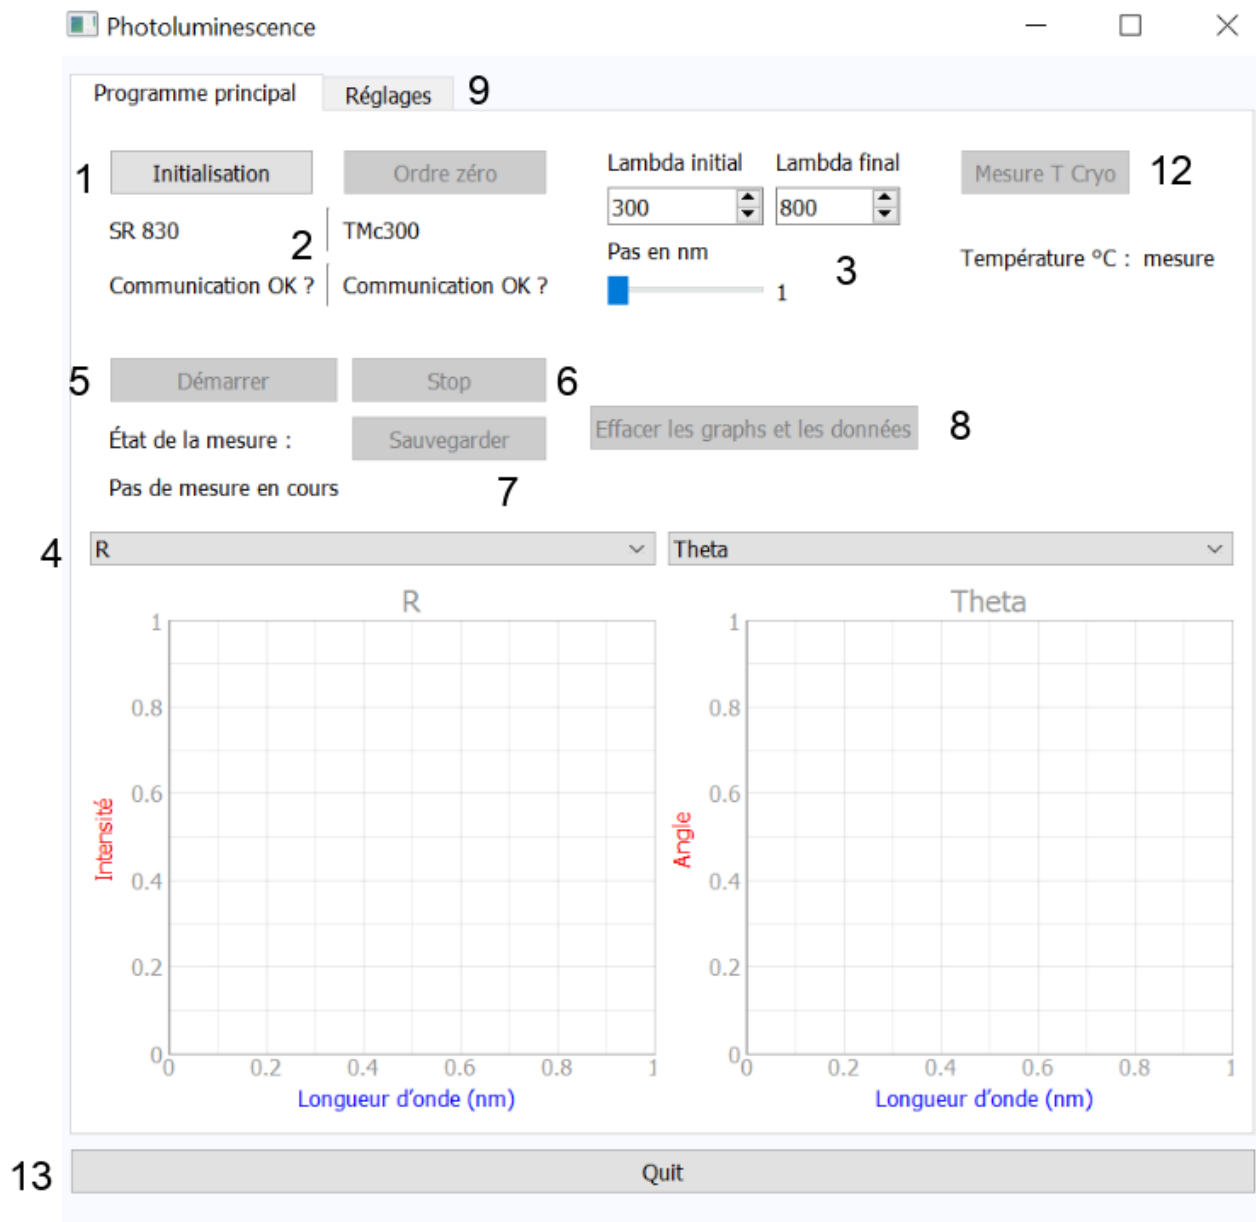 Photoluminescence
Programme principal Réglages 9
1 Initialisation Ordre zéro Lambda initial Lambda final Mesure T Cryo 12
300 800
SR 830 2 TMc300
Pas en nm 3 Température °C : mesure
Communication OK ? Communication OK ? 1
5 Démarrer Stop 6
État de la mesure : Sauvegarder Effacer les graphs et les données 8
Pas de mesure en cours 7
4 R Theta
R Theta
1 1
0.8 0.8
0.6 0.6
Intensité Angle
0.4 0.4
0.2 0.2
0 0
0 0.2 0.4 0.6 0.8 1 0 0.2 0.4 0.6 0.8 1
Longueur d'onde (nm) Longueur d'onde (nm)
13 Quit